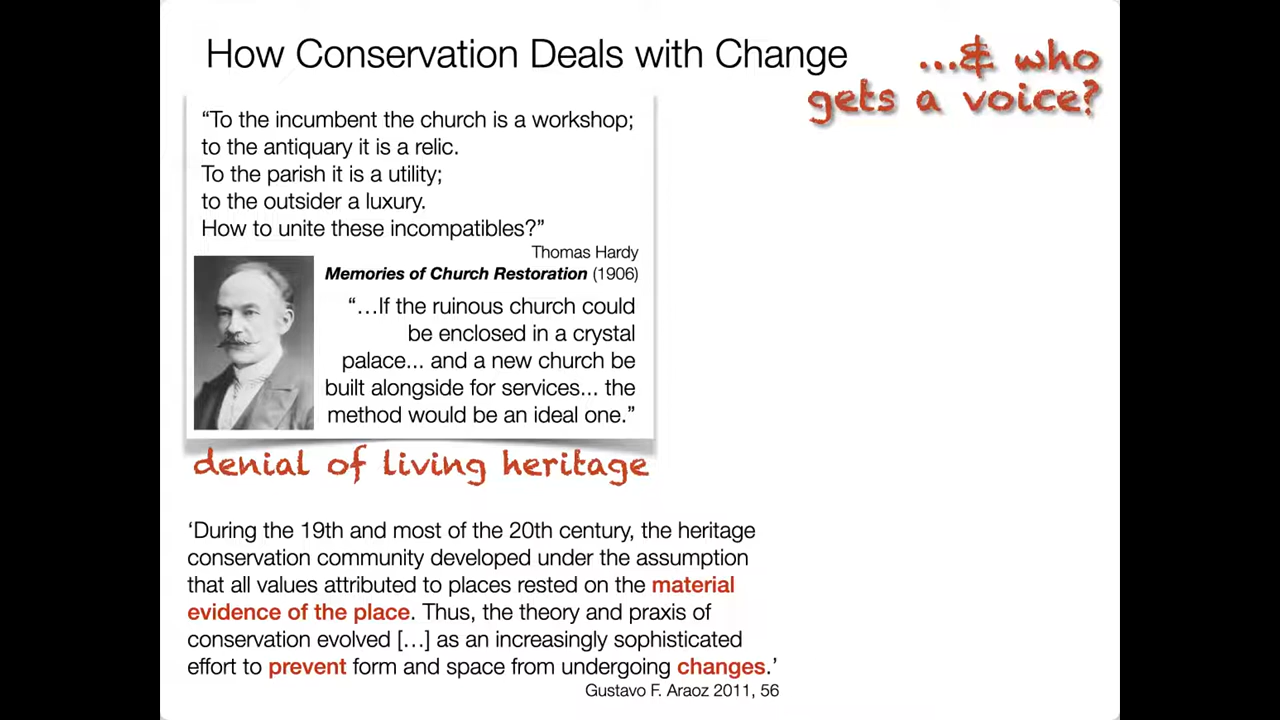 How Conservation Deals with Change
...& who
gets a voice?
“To the incumbent the church is a workshop;
to the antiquary it is a relic.
To the parish it is a utility;
to the outsider a luxury.
How to unite these incompatibles?”
Thomas Hardy
Memories of Church Restoration (1906)
“…If the ruinous church could
be enclosed in a crystal
palace... and a new church be
built alongside for services... the
method would be an ideal one.”
denial of living heritage
‘During the 19th and most of the 20th century, the heritage
conservation community developed under the assumption
that all values attributed to places rested on the material
evidence of the place. Thus, the theory and praxis of
conservation evolved […] as an increasingly sophisticated
effort to prevent form and space from undergoing changes.’
Gustavo F. Araoz 2011, 56